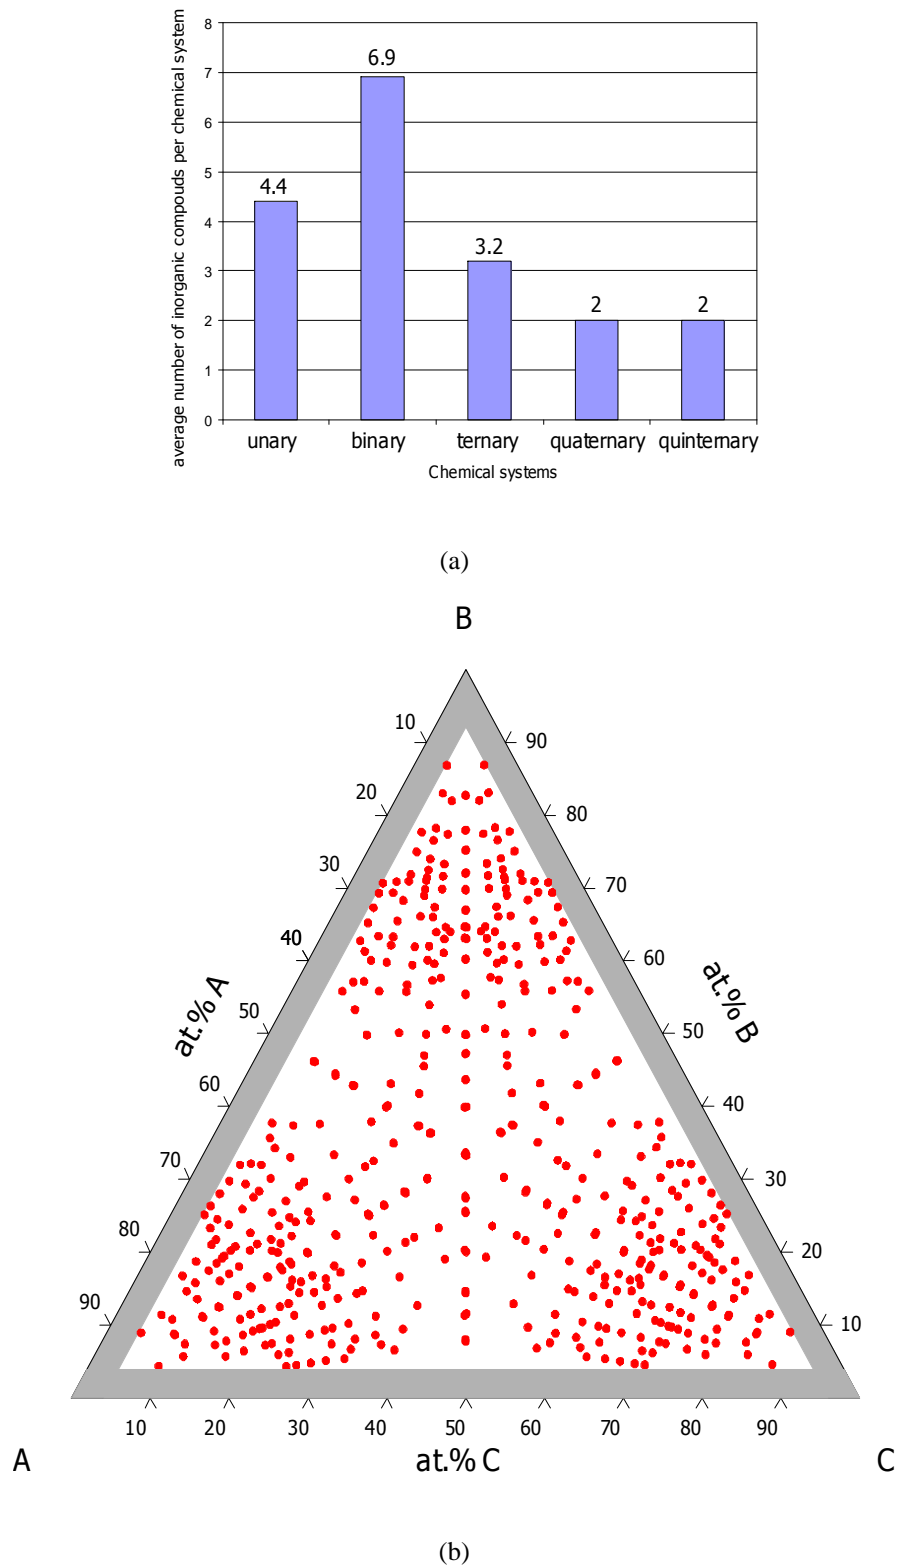 average number of inorganic compouds per chemical system
8
7
6
5
4
3
2
1
0
4.4
6.9
3.2
2
2
unary binary ternary quaternary quinternary
Chemical systems
(a)
B
10 90
20 80
30 70
40 60
at.% A at.% B
50 50
60 40
70 30
80 20
90 10
10 20 30 40 50 60 70 80 90
A at.% C C
(b)